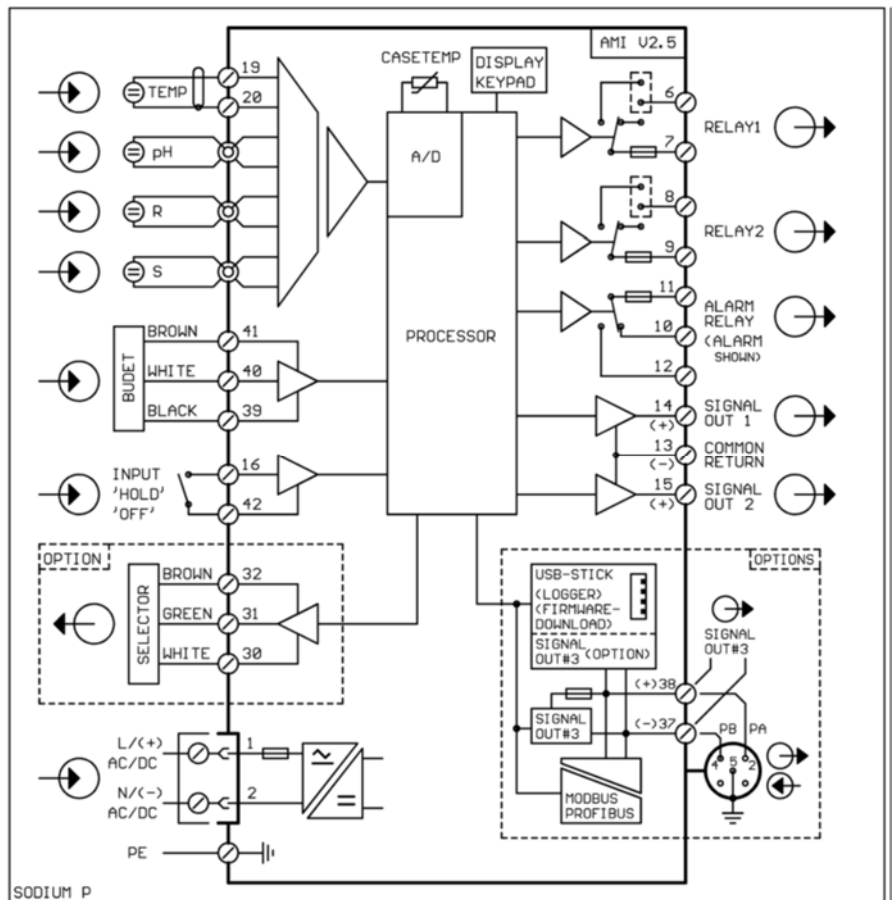 AMI V2.5
CASETEMP
DISPLAY
KEYPAD
19
TEMP
20
pH
R
S
A/D
PROCESSOR
6
RELAY1
7
8
RELAY2
9
11
ALARM
10
RELAY
(ALARM
SHOWN)
12
BUDET
BROWN
41
WHITE
40
BLACK
39
14
(+)
SIGNAL
OUT 1
13
(-)
COMMON
RETURN
15
(+)
SIGNAL
OUT 2
INPUT
'HOLD'
'OFF'
16
42
OPTION
SELECTOR
BROWN
32
GREEN
31
WHITE
30
OPTIONS
USB-STICK
(LOGGER)
(FIRMWARE-
DOWNLOAD)
SIGNAL
OUT#3 (OPTION)
SIGNAL
OUT#3
(+)38
SIGNAL
OUT#3
(-)37
PB PA
4 5 2
MODBUS
PROFIBUS
L/(+)
AC/DC
1
N/(-)
AC/DC
2
PE
SODIUM P